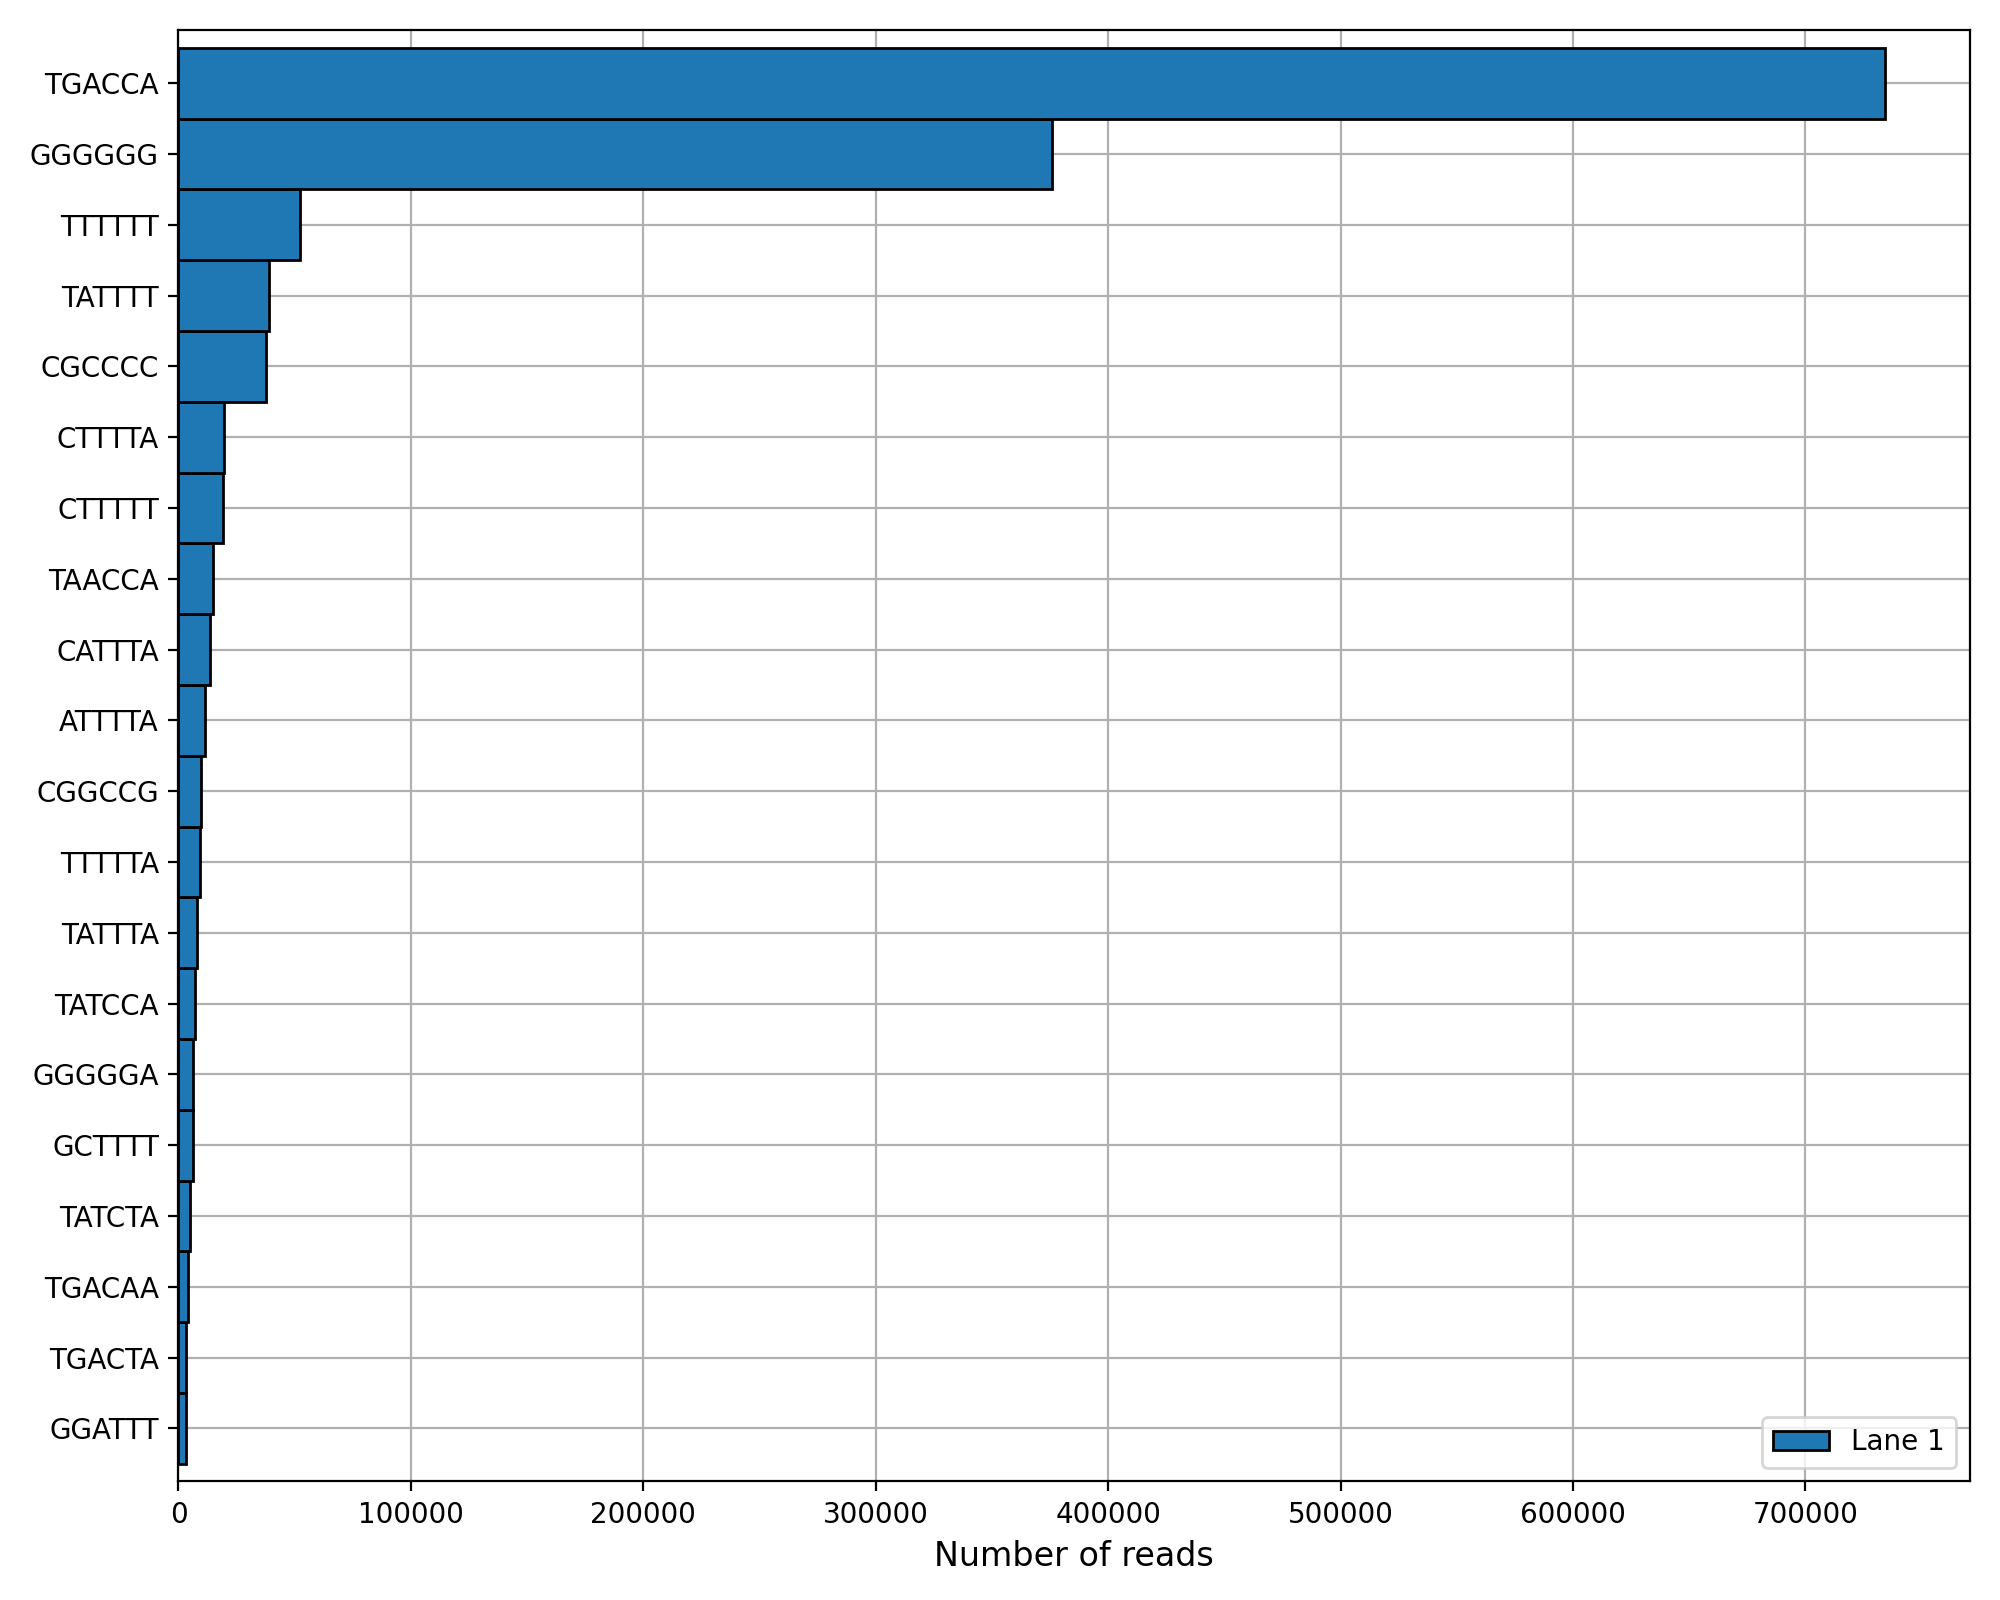 TGACCA
GGGGGG
TTTTTT
TATTTT
CGCCCC
CTTTTA
CTTTTT
TAACCA
CATTTA
ATTTTA
CGGCCG
TTTTTA
TATTTA
TATCCA
GGGGGA
GCTTTT
TATCTA
TGACAA
TGACTA
GGATTT
Lane 1
0 100000 200000 300000 400000 500000 600000 700000
Number of reads